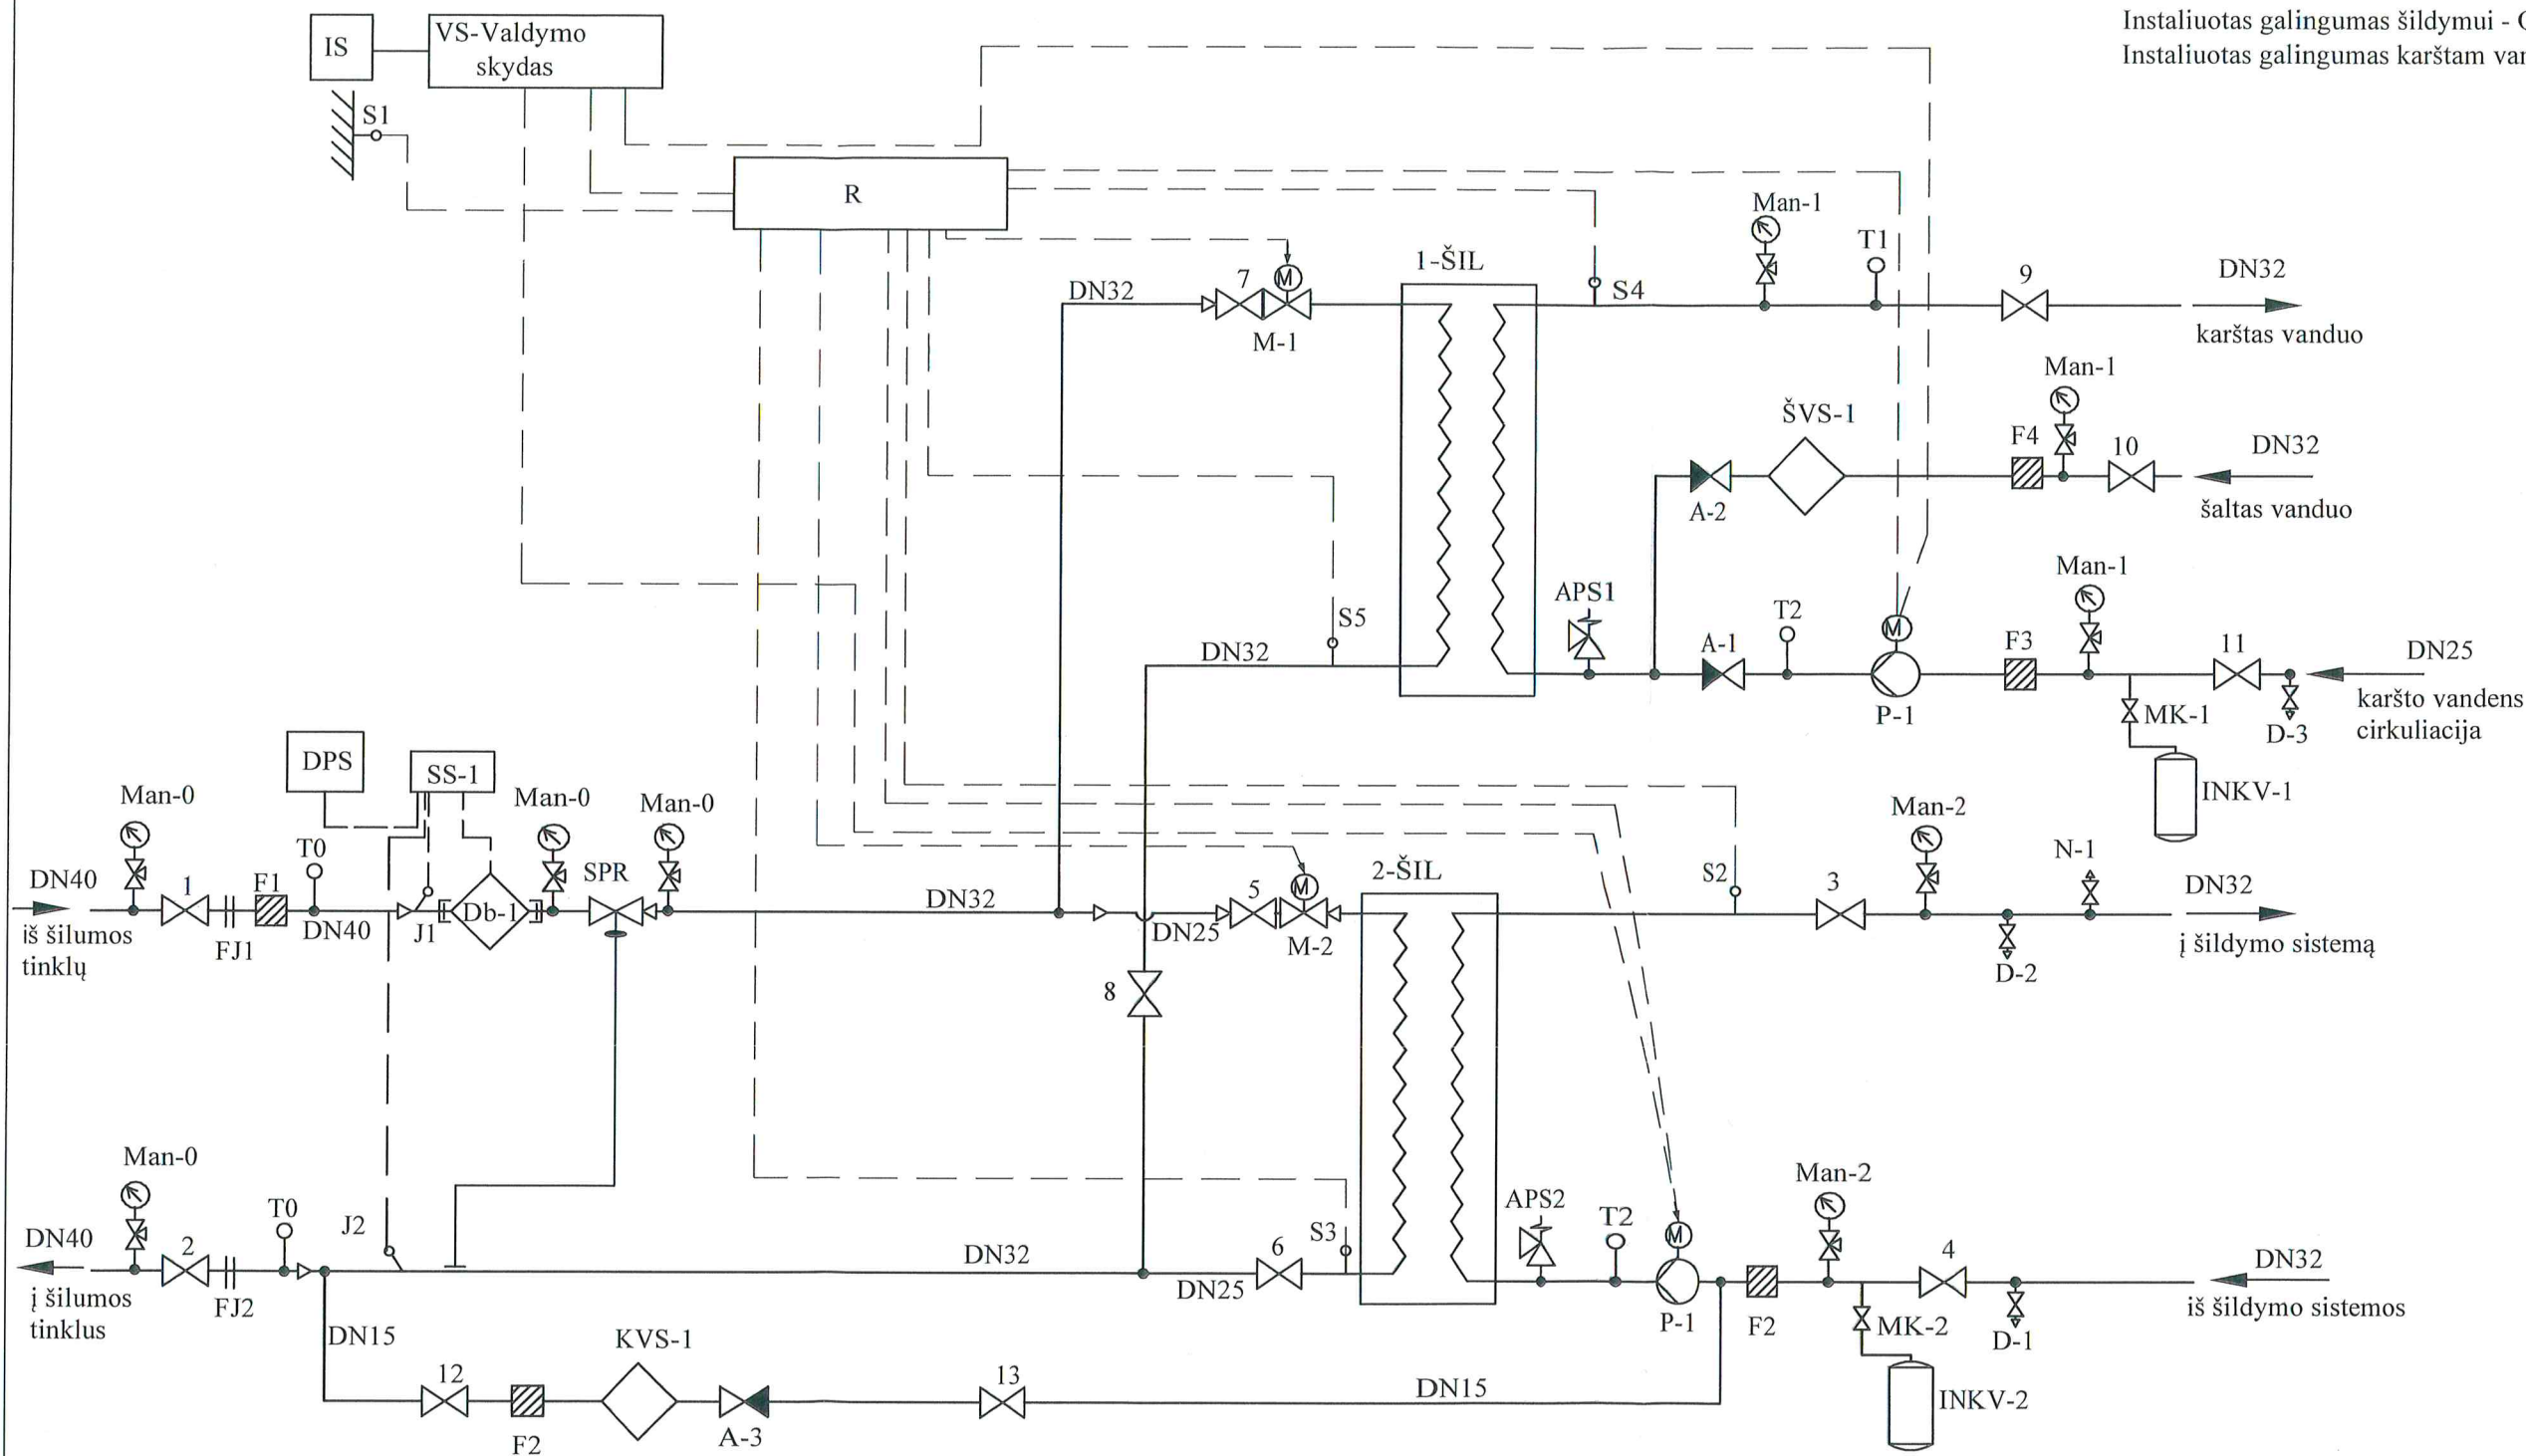 Instaliuotas galingumas šildymui -
Instaliuotas galingumas karštam
IS
VS-Valdymo
skydas
S1
R
Man-1
T1
DN32
9
karštas vanduo
1-ŠIL
S4
DN32
7
M
M-1
Man-1
ŠVS-1
F4
10
DN32
A-2
šaltas vanduo
APS1
A-1
T2
M
P-1
F3
Man-1
11
DN25
karšto vandens
cirkuliacija
MK-1
D-3
INKV-1
S5
DN32
DPS
SS-1
Man-0
Man-0
Man-0
DN40
1
F1
T0
SPR
iš šilumos
tinklų
FJ1
DN40
J1
Db-1
DN32
DN25
5
M
M-2
2-ŠIL
S2
3
Man-2
N-1
DN32
D-2
į šildymo sistemą
8
Man-0
DN40
2
T0
J2
į šilumos
tinklus
FJ2
DN32
DN25
6
S3
APS2
T2
M
P-1
F2
Man-2
4
DN32
MK-2
D-1
iš šildymo sistemos
INKV-2
DN15
12
F2
KVS-1
A-3
13
DN15